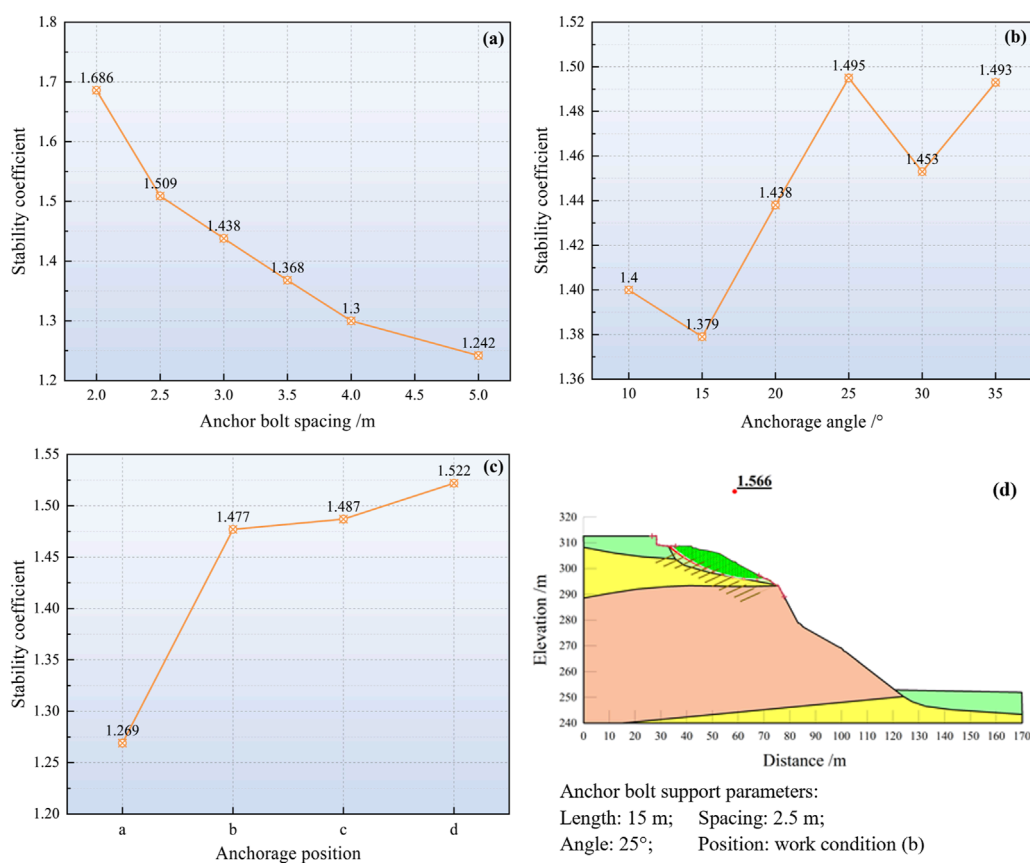 (a)
1.8
1.7
1.6
1.5
1.4
1.3
1.2
Stability coefficient
1.686
1.509
1.438
1.368
1.3
1.242
2.0 2.5 3.0 3.5 4.0 4.5 5.0
Anchor bolt spacing /m
(b)
1.52
1.50
1.48
1.46
1.44
1.42
1.40
1.38
1.36
Stability coefficient
1.4
1.379
1.438
1.495
1.453
1.493
10 15 20 25 30 35
Anchorage angle /°
(c)
1.55
1.50
1.45
1.40
1.35
1.30
1.25
1.20
Stability coefficient
1.269
1.477
1.487
1.522
a b c d
Anchorage position
(d)
1.566
320
310
300
290
280
270
260
250
240
Elevation /m
0 10 20 30 40 50 60 70 80 90 100 110 120 130 140 150 160 170
Distance /m
Anchor bolt support parameters:
Length: 15 m; Spacing: 2.5 m;
Angle: 25°; Position: work condition (b)